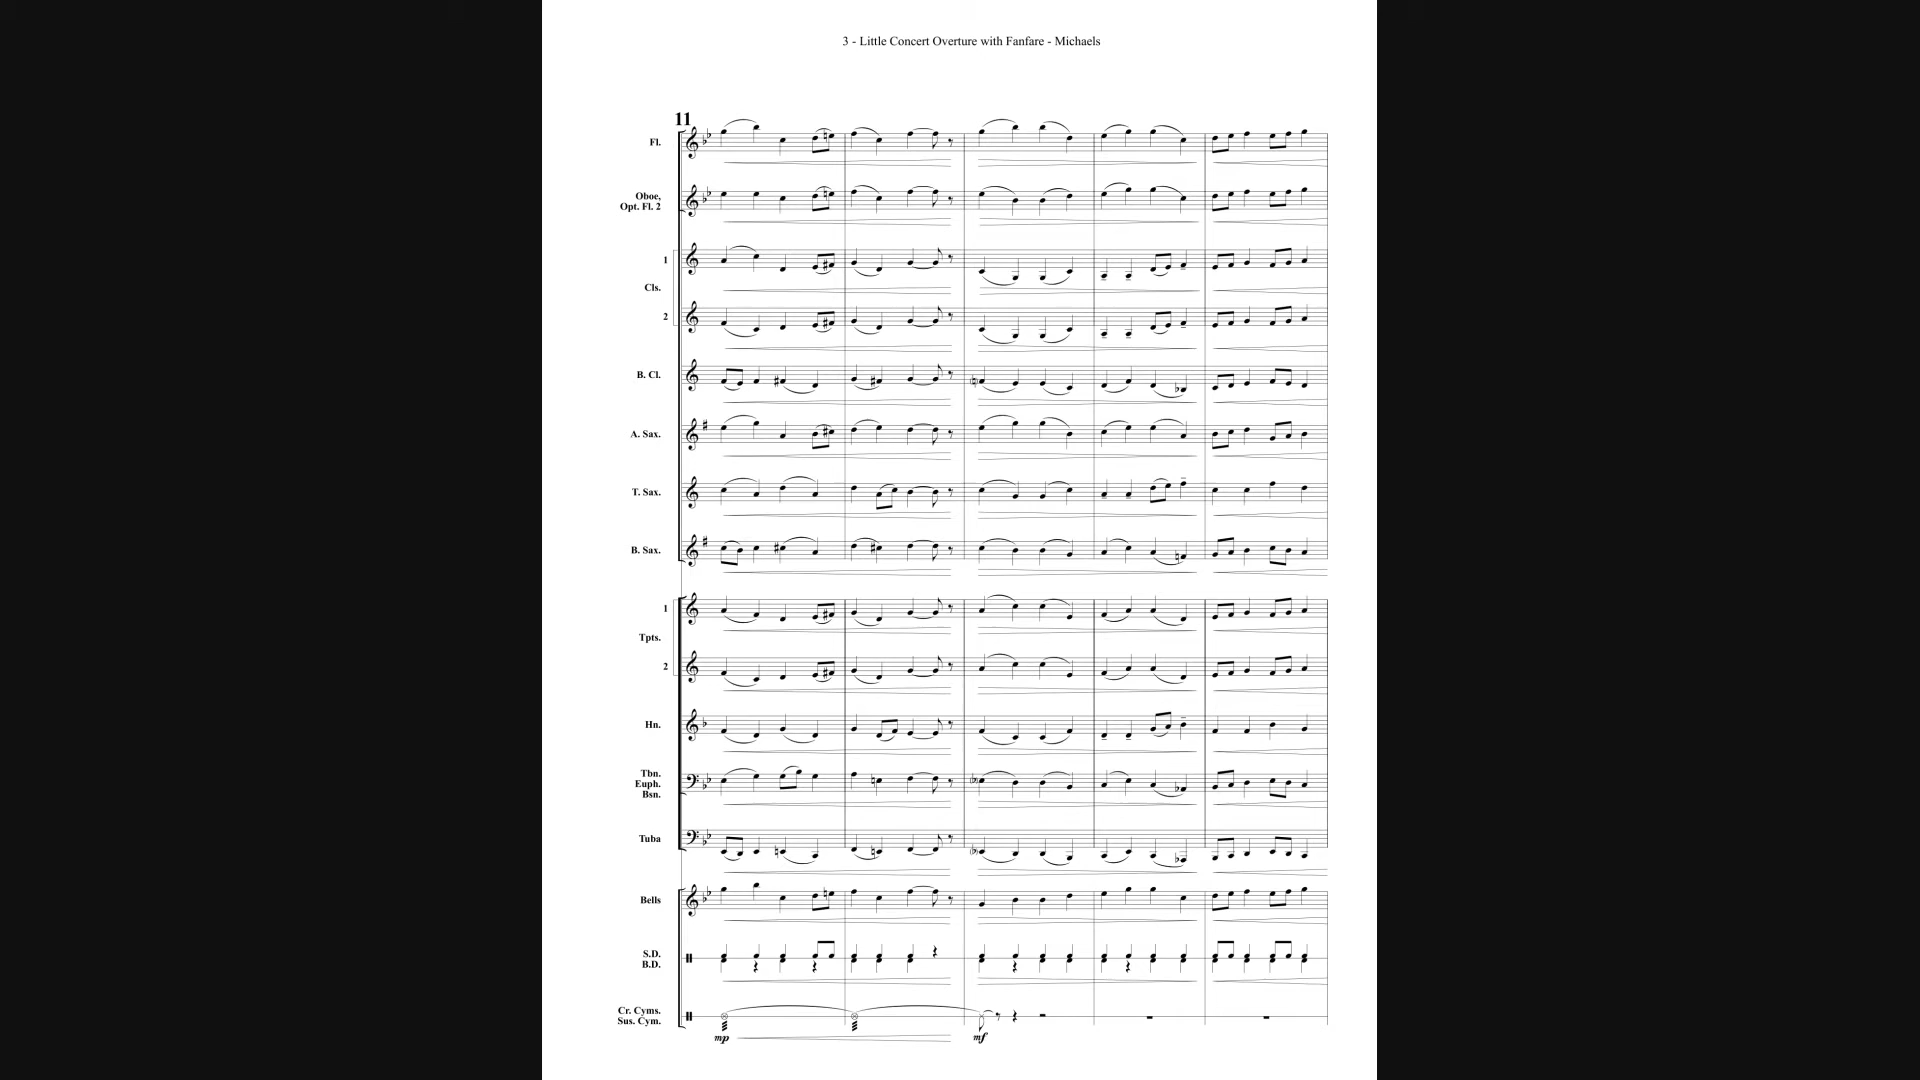 3 - Little Concert Overture with Fanfare - Michaels
11
Fl.
Oboe,
Opt. Fl. 2
1
Cls.
2
B. Cl.
A. Sax.
T. Sax.
B. Sax.
1
Tpts.
2
Hn.
Tbn.
Euph.
Bsn.
Tuba
Bells
S.D.
B.D.
Cr. Cyms.
Sus. Cym.
mp
mf